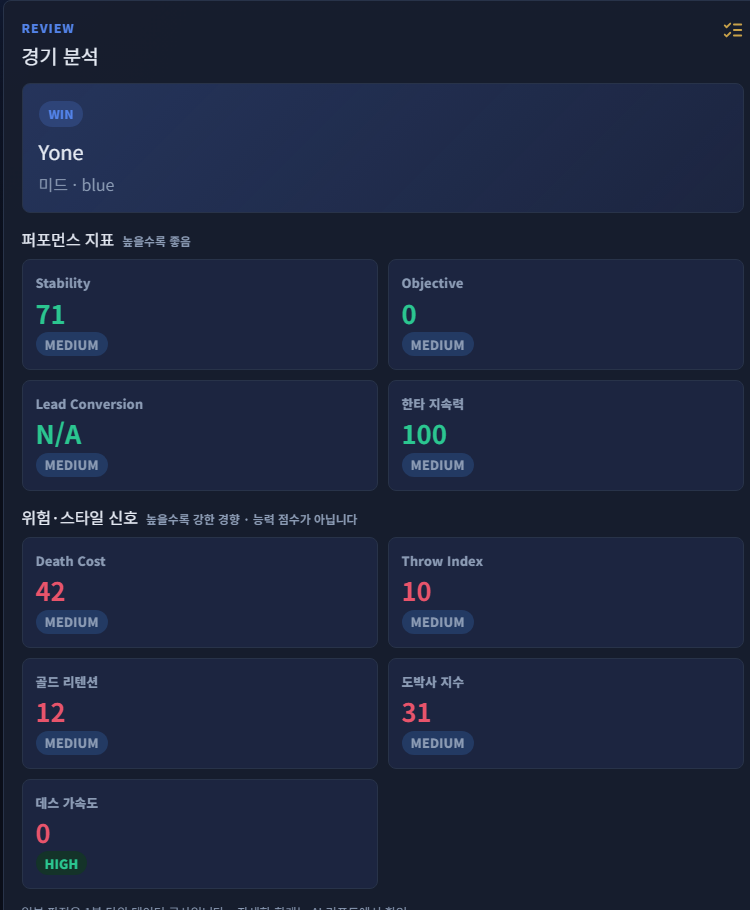 REVIEW
경기 분석
WIN
Yone
미드 · blue
퍼포먼스 지표 높을수록 좋음
Stability
71
MEDIUM
Objective
0
MEDIUM
Lead Conversion
N/A
MEDIUM
한타 지속력
100
MEDIUM
위험·스타일 신호 높을수록 강한 경향 · 능력 점수가 아닙니다
Death Cost
42
MEDIUM
Throw Index
10
MEDIUM
골드 리텐션
12
MEDIUM
도박사 지수
31
MEDIUM
데스 가속도
0
HIGH